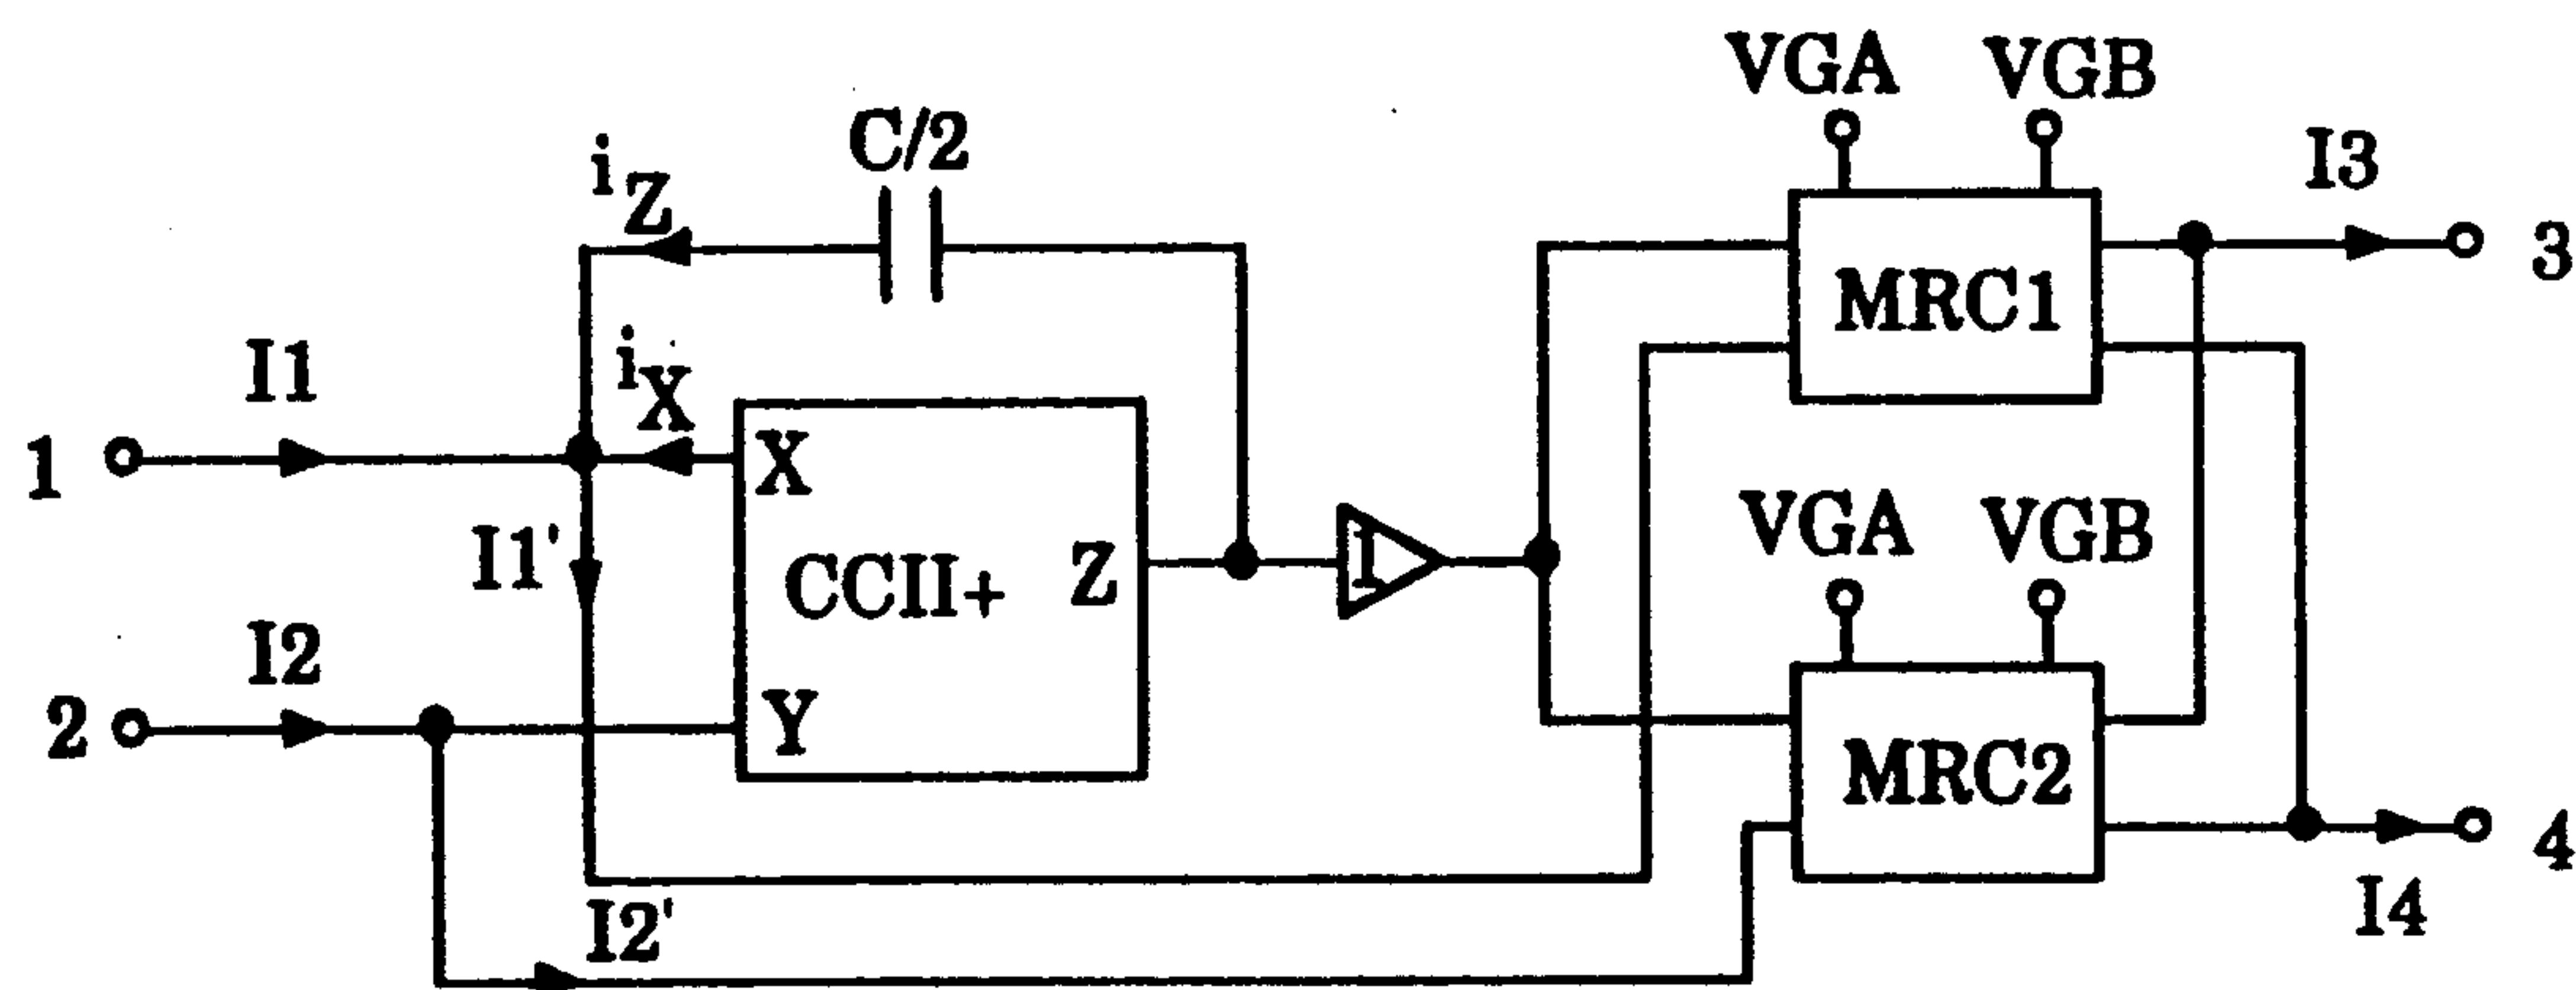 VGA VGB
C/2
iZ
I3
3
MRC1
I1
iX
1
X
VGA VGB
I1'
CCII+ Z
I
I2
2
Y
MRC2
4
I4
I2'